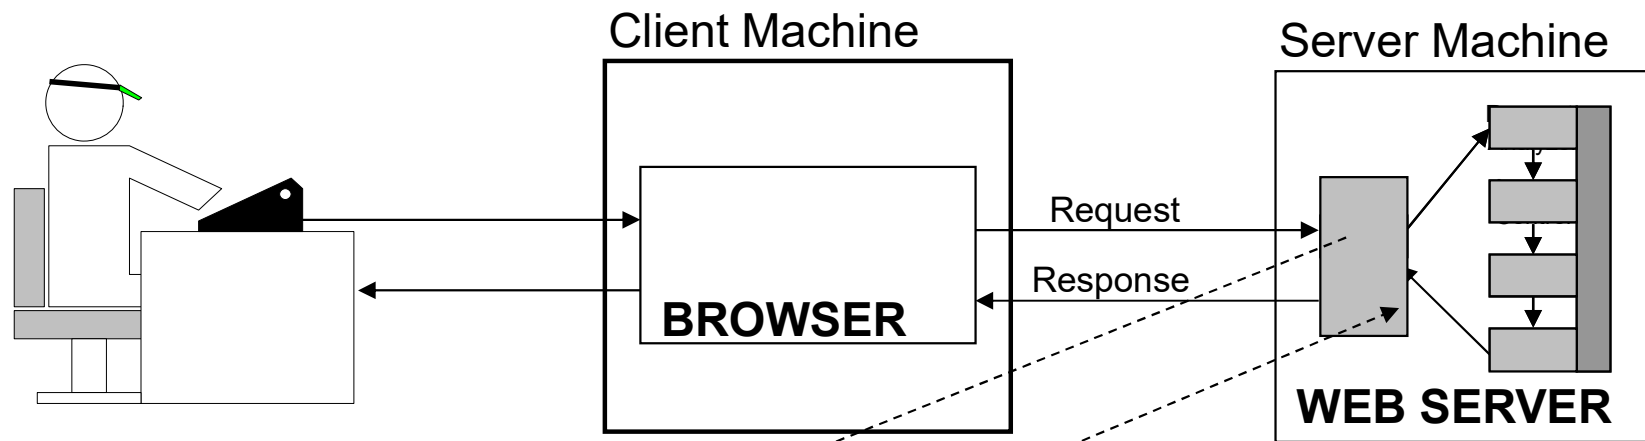 Client Machine
Server Machine
Request
Response
BROWSER
WEB SERVER